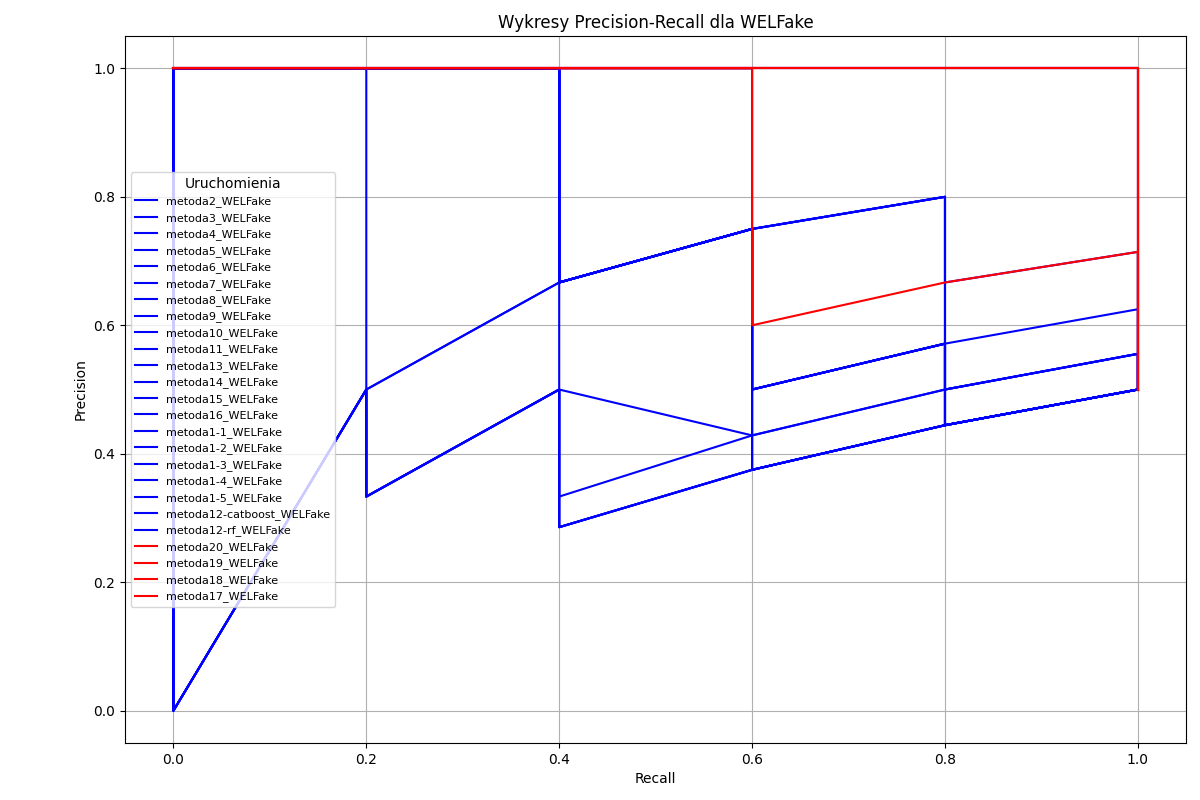 Wykresy Precision-Recall dla WELFake
Precision
1.0
0.8
0.6
0.4
0.2
0.0
Uruchomienia
metoda2_WELFake
metoda3_WELFake
metoda4_WELFake
metoda5_WELFake
metoda6_WELFake
metoda7_WELFake
metoda8_WELFake
metoda9_WELFake
metoda10_WELFake
metoda11_WELFake
metoda13_WELFake
metoda14_WELFake
metoda15_WELFake
metoda16_WELFake
metoda1-1_WELFake
metoda1-2_WELFake
metoda1-3_WELFake
metoda1-4_WELFake
metoda1-5_WELFake
metoda12-catboost_WELFake
metoda12-rf_WELFake
metoda20_WELFake
metoda19_WELFake
metoda18_WELFake
metoda17_WELFake
0.0 0.2 0.4 0.6 0.8 1.0
Recall